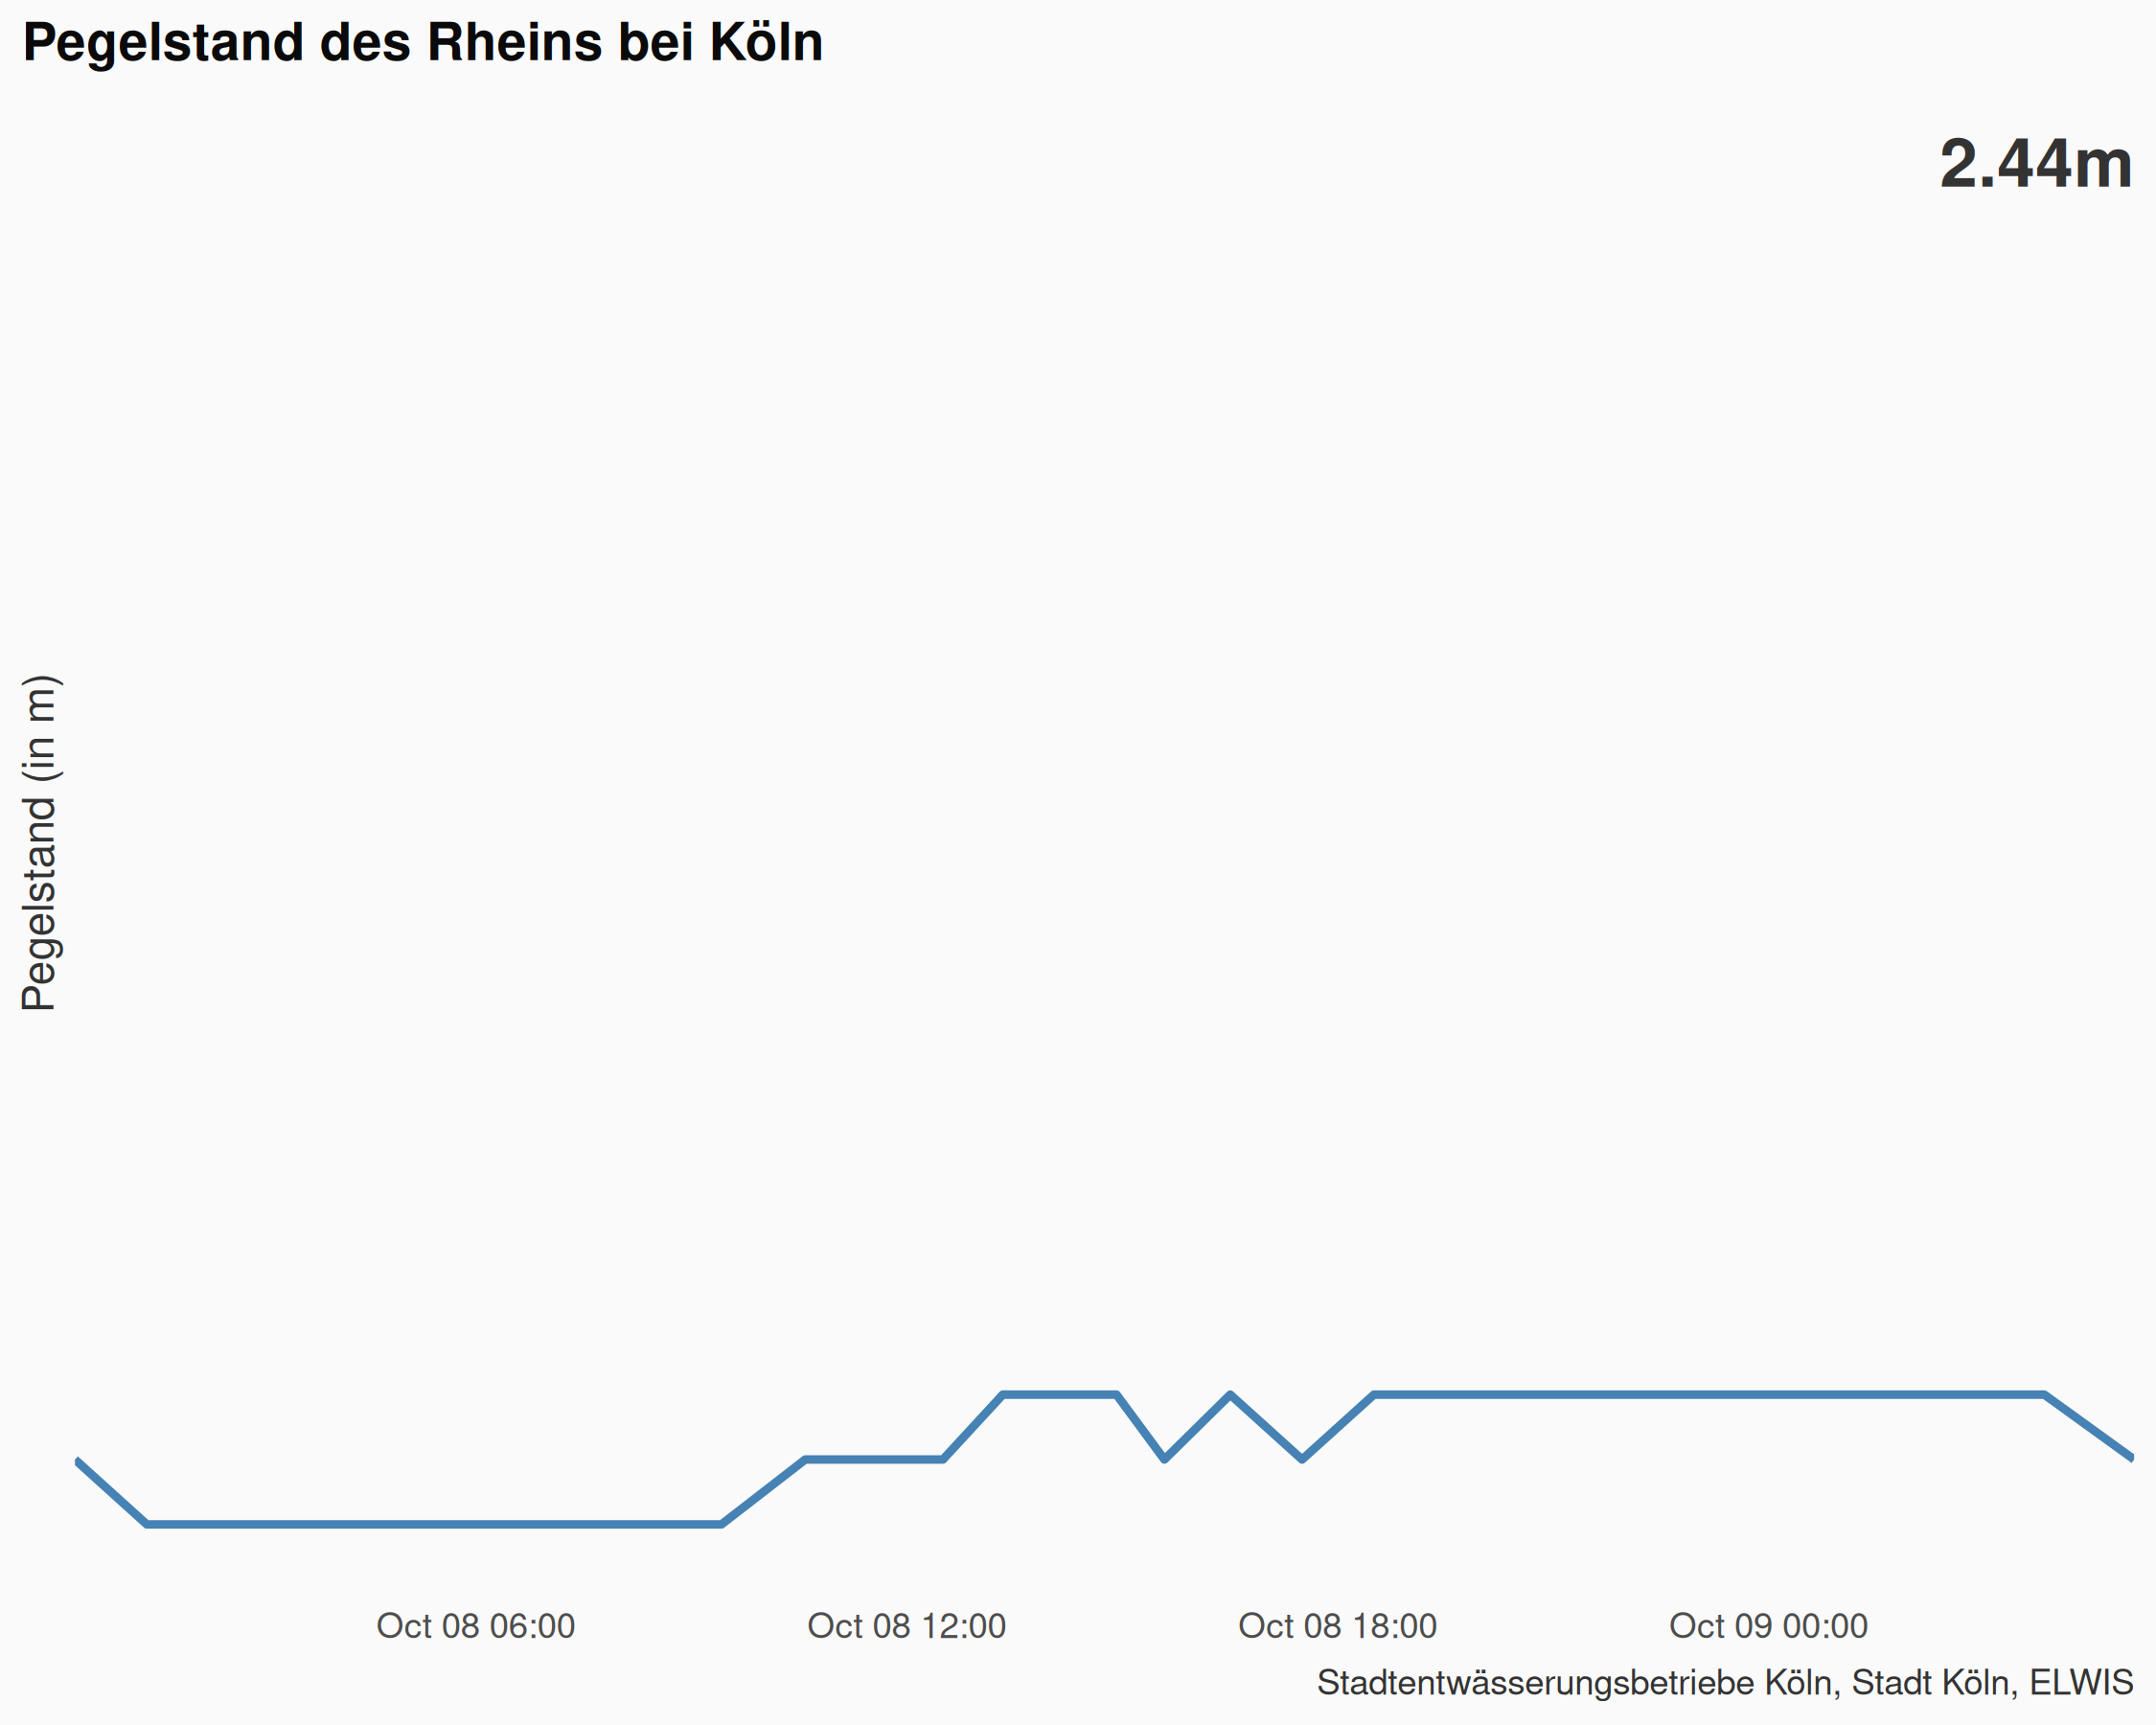 Pegelstand des Rheins bei Köln
2.44m
Pegelstand (in m)
Oct 08 06:00
Oct 08 12:00
Oct 08 18:00
Oct 09 00:00
Stadtentwässerungsbetriebe Köln, Stadt Köln, ELWIS